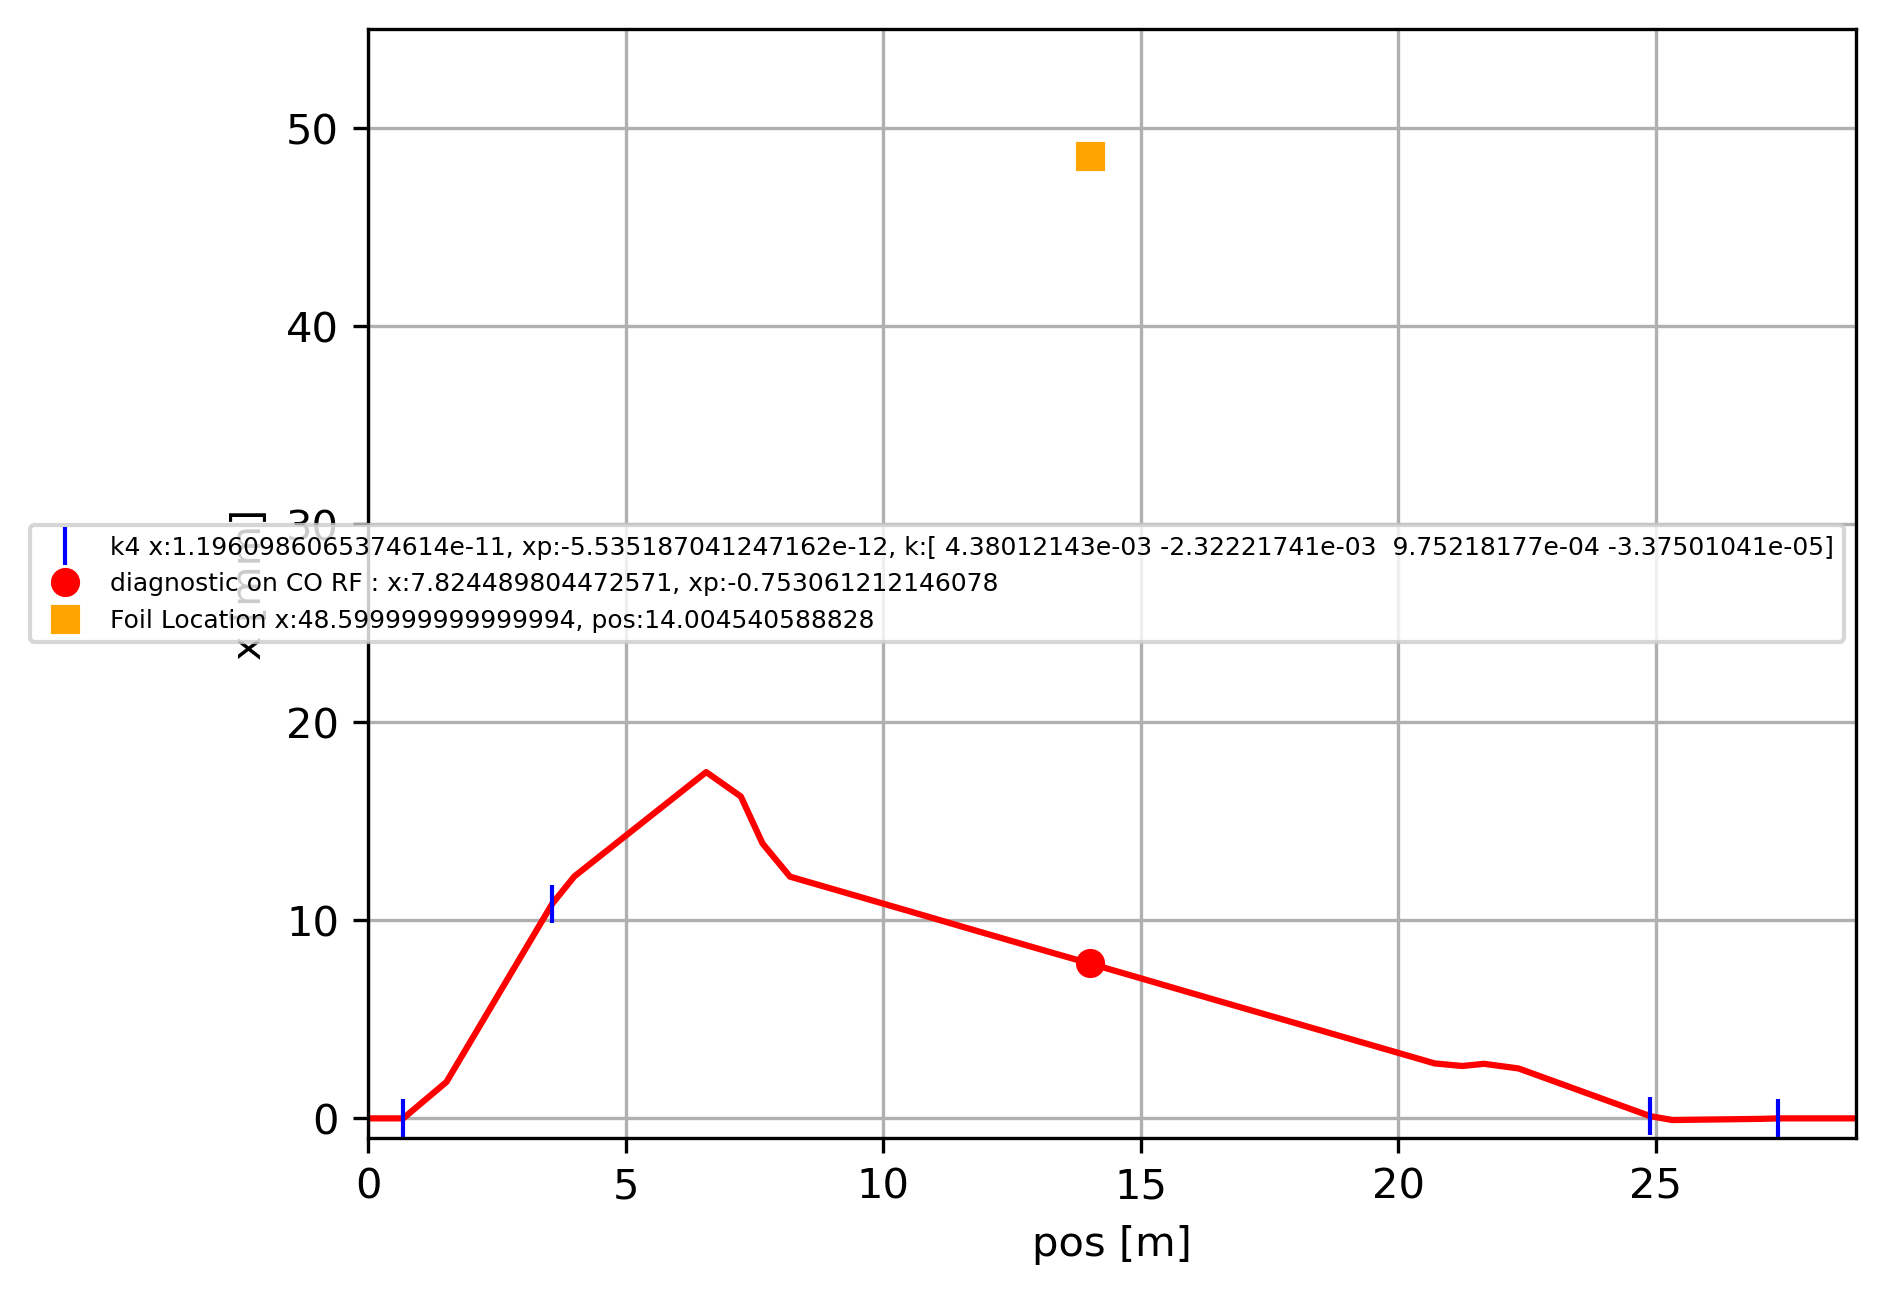 50
40
30
k4 x:1.1960986065374614e-11, xp:-5.535187041247162e-12, k:[ 4.38012143e-03 -2.32221741e-03  9.75218177e-04 -3.37501041e-05]
diagnostic on CO RF : x:7.824489804472571, xp:-0.753061212146078
Foil Location x:48.599999999999994, pos:14.004540588828
x [mm]
20
10
0
0 5 10 15 20 25
pos [m]